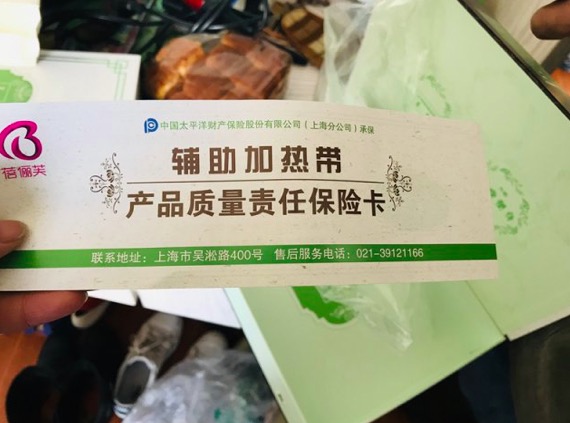 中国太平洋财产保险股份有限公司（上海分公司）承保
蓓俪芙
辅助加热带
产品质量责任保险卡
联系地址：上海市吴淞路400号 售后服务电话：021-39121166